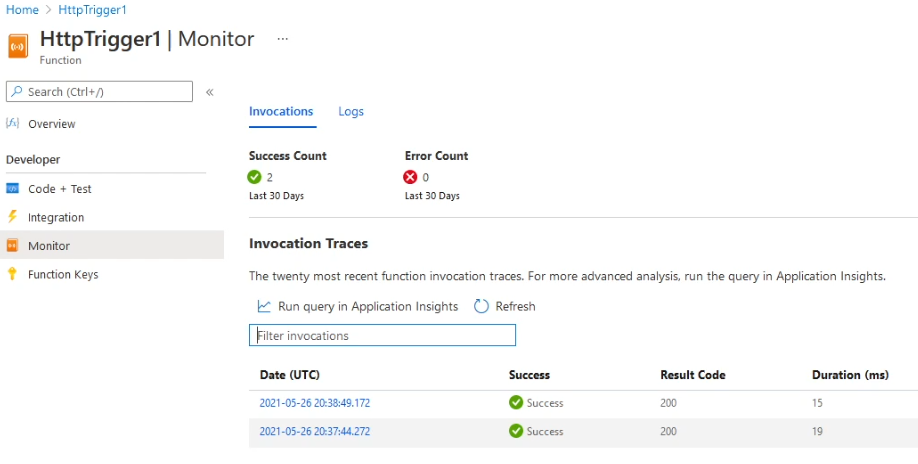 Home > HttpTrigger1
HttpTrigger1 | Monitor ...
Function
Search (Ctrl+/) «
Overview
Developer
Code + Test
Integration
Monitor
Function Keys
Invocations Logs
Success Count Error Count
2 0
Last 30 Days Last 30 Days
Invocation Traces
The twenty most recent function invocation traces. For more advanced analysis, run the query in Application Insights.
Run query in Application Insights Refresh
Filter invocations
Date (UTC) Success Result Code Duration (ms)
2021-05-26 20:38:49.172 Success 200 15
2021-05-26 20:37:44.272 Success 200 19